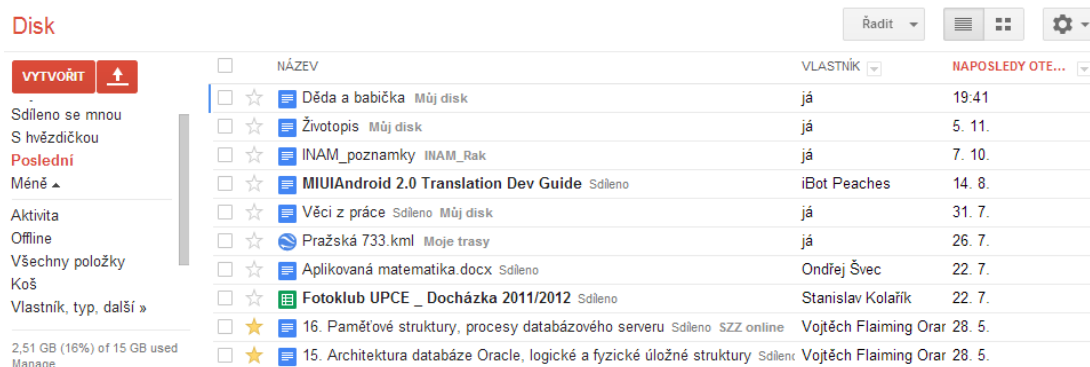 Disk
Řadit
VYTVOŘIT
Sdíleno se mnou
S hvězdičkou
Poslední
Méně
Aktivita
Offline
Všechny položky
Koš
Vlastník, typ, další »
2,51 GB (16%) of 15 GB used
Manage
NÁZEV VLASTNÍK NAPOSLEDY OTE...
Děda a babička Můj disk já 19:41
Životopis Můj disk já 5. 11.
INAM_poznamky INAM_Rak já 7. 10.
MIUIAndroid 2.0 Translation Dev Guide Sdíleno iBot Peaches 14. 8.
Věci z práce Sdíleno Můj disk já 31. 7.
Pražská 733.kml Moje trasy já 26. 7.
Aplikovaná matematika.docx Sdíleno Ondřej Švec 22. 7.
Fotoklub UPCE _ Docházka 2011/2012 Sdíleno Stanislav Kolařík 22. 7.
16. Paměťové struktury, procesy databázového serveru Sdíleno SZZ online Vojtěch Flaiming Orar 28. 5.
15. Architektura databáze Oracle, logické a fyzické úložné struktury Sdílenc Vojtěch Flaiming Orar 28. 5.